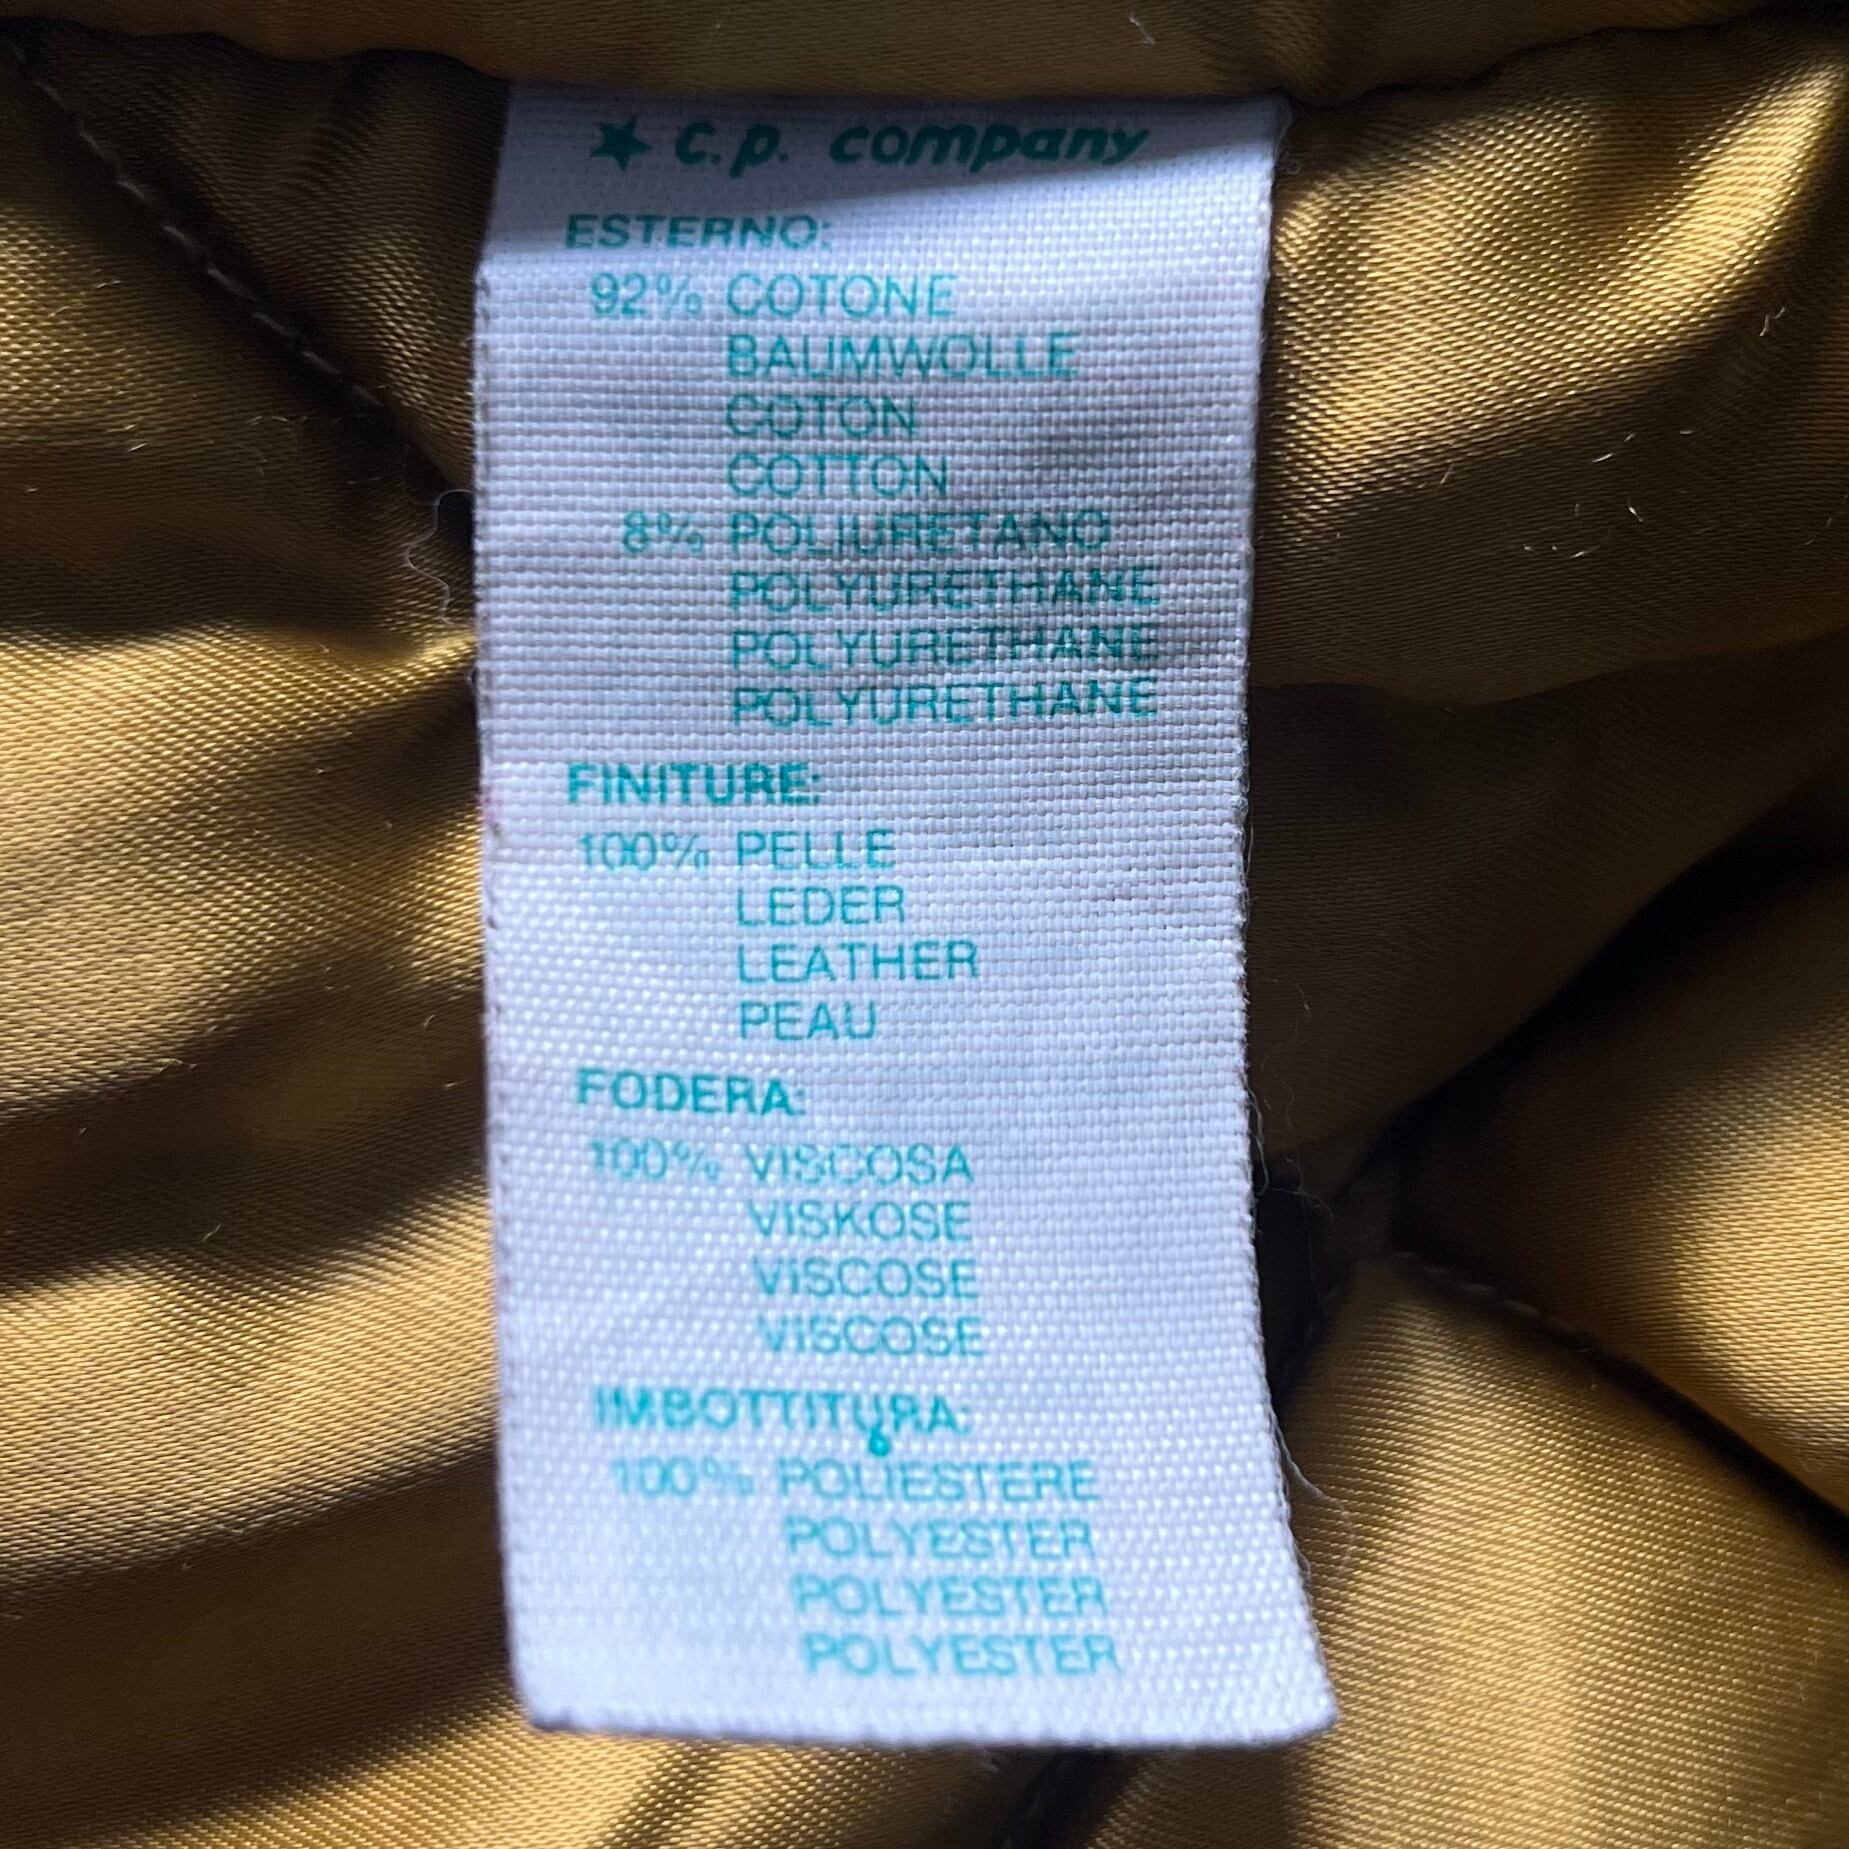 ★ c.p. company
ESTERNO:
92% COTONE
BAUMWOLLE
COTON
COTTON
8% POLIURETANO
POLYURETHANE
POLYURETHANE
POLYURETHANE
FINITURE:
100% PELLE
LEDER
LEATHER
PEAU
FODERA:
100% VISCOSA
VISKOSE
VISCOSE
VISCOSE
IMBOTTITURA:
100% POLIESTERE
POLYESTER
POLYESTER
POLYESTER